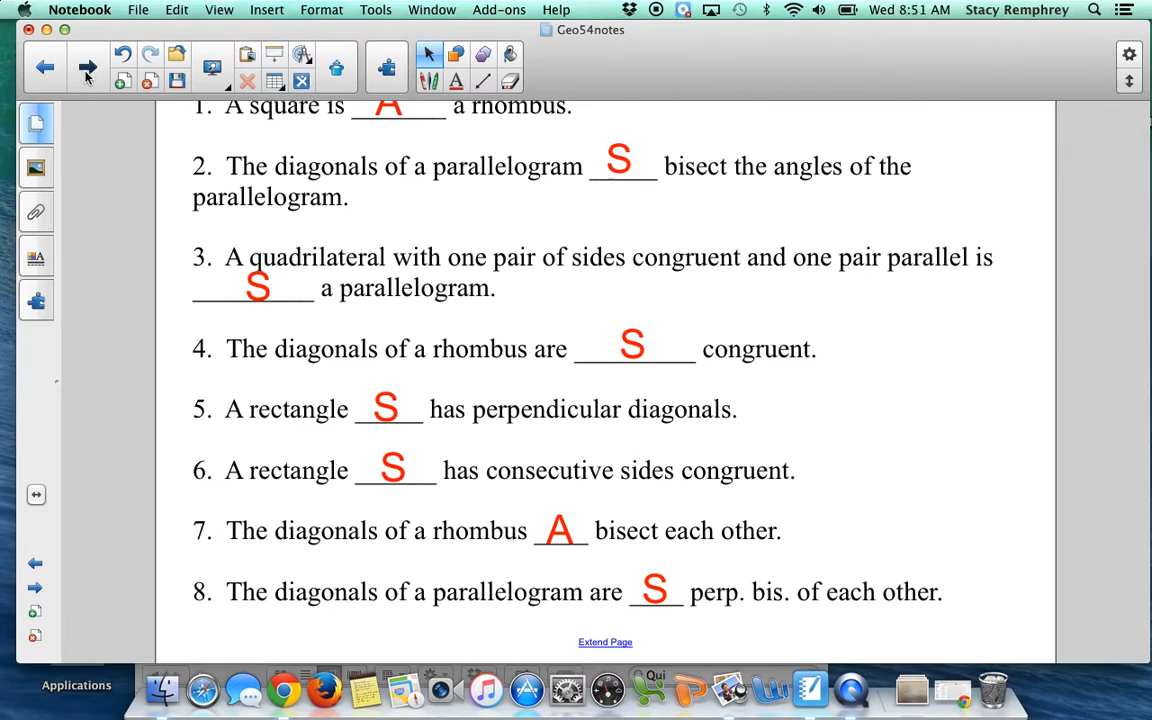 Notebook File Edit View Insert Format Tools Window Add-ons Help Wed 8:51 AM Stacy Remphrey
Geo54notes
1. A square is A a rhombus.
2. The diagonals of a parallelogram S bisect the angles of the
parallelogram.
3. A quadrilateral with one pair of sides congruent and one pair parallel is
S a parallelogram.
4. The diagonals of a rhombus are S congruent.
5. A rectangle S has perpendicular diagonals.
6. A rectangle S has consecutive sides congruent.
7. The diagonals of a rhombus A bisect each other.
8. The diagonals of a parallelogram are S perp. bis. of each other.
Extend Page
Applications
Qui